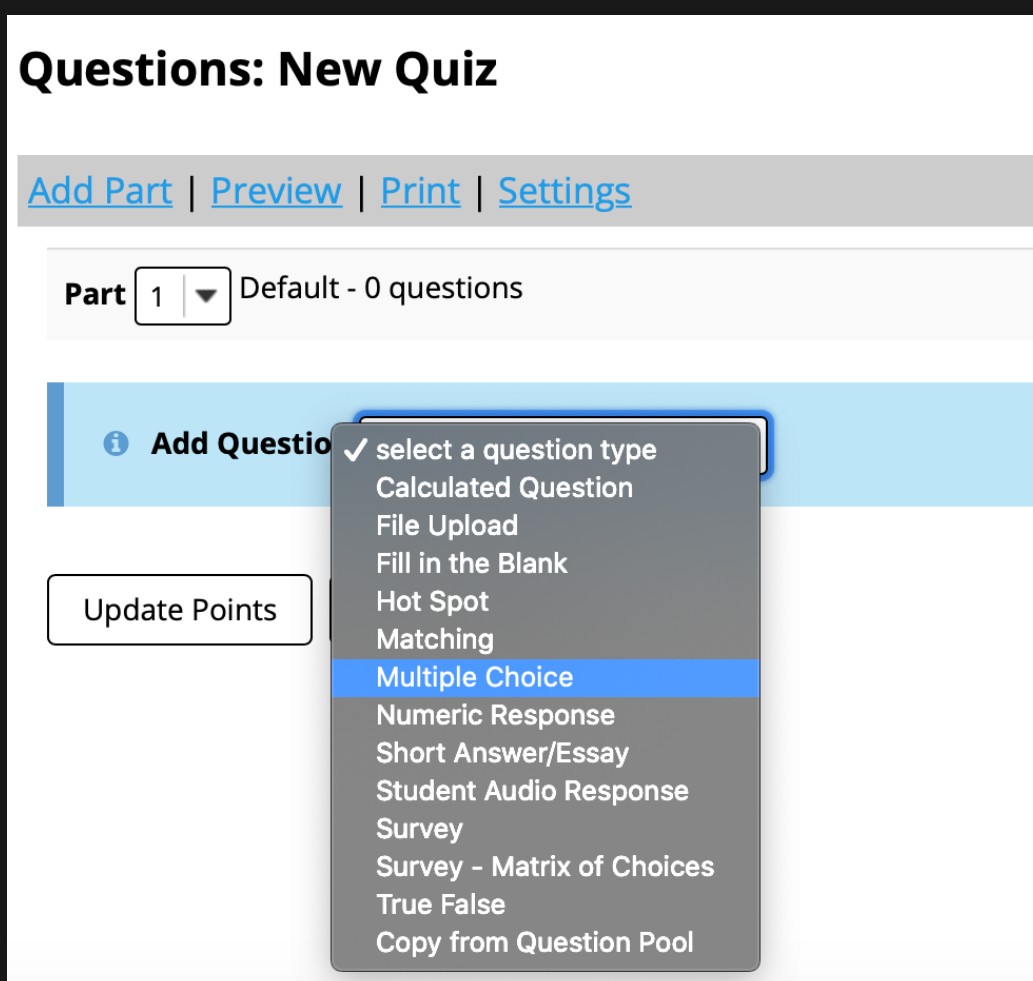 Questions: New Quiz
Add Part | Preview | Print | Settings
Part 1 Default - 0 questions
Add Questio
select a question type
Calculated Question
File Upload
Fill in the Blank
Hot Spot
Matching
Multiple Choice
Numeric Response
Short Answer/Essay
Student Audio Response
Survey
Survey - Matrix of Choices
True False
Copy from Question Pool
Update Points